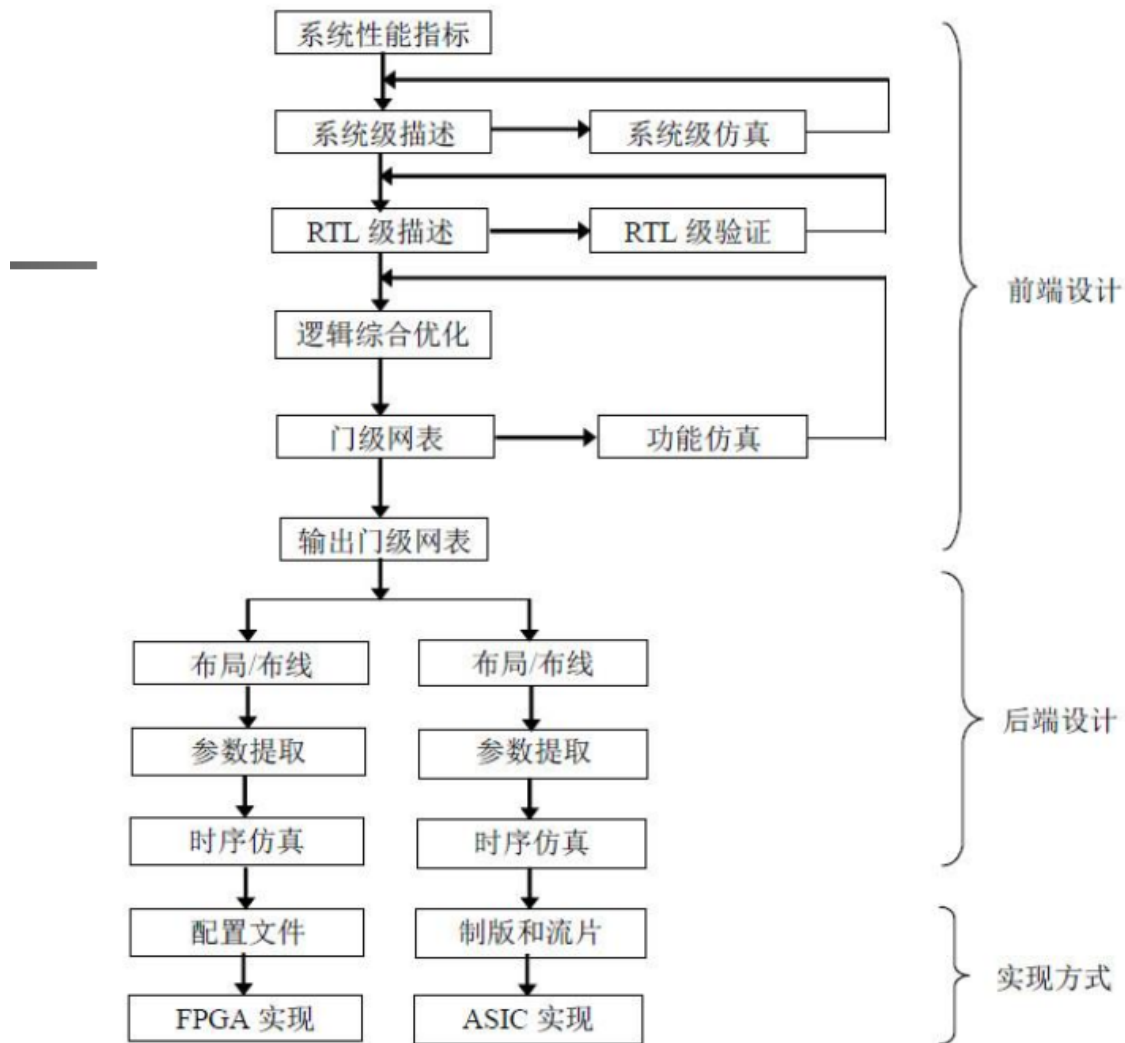 系统性能指标
系统级描述
系统级仿真
RTL 级描述
RTL 级验证
前端设计
逻辑综合优化
门级网表
功能仿真
输出门级网表
布局/布线
布局/布线
后端设计
参数提取
参数提取
时序仿真
时序仿真
配置文件
制版和流片
实现方式
FPGA 实现
ASIC 实现